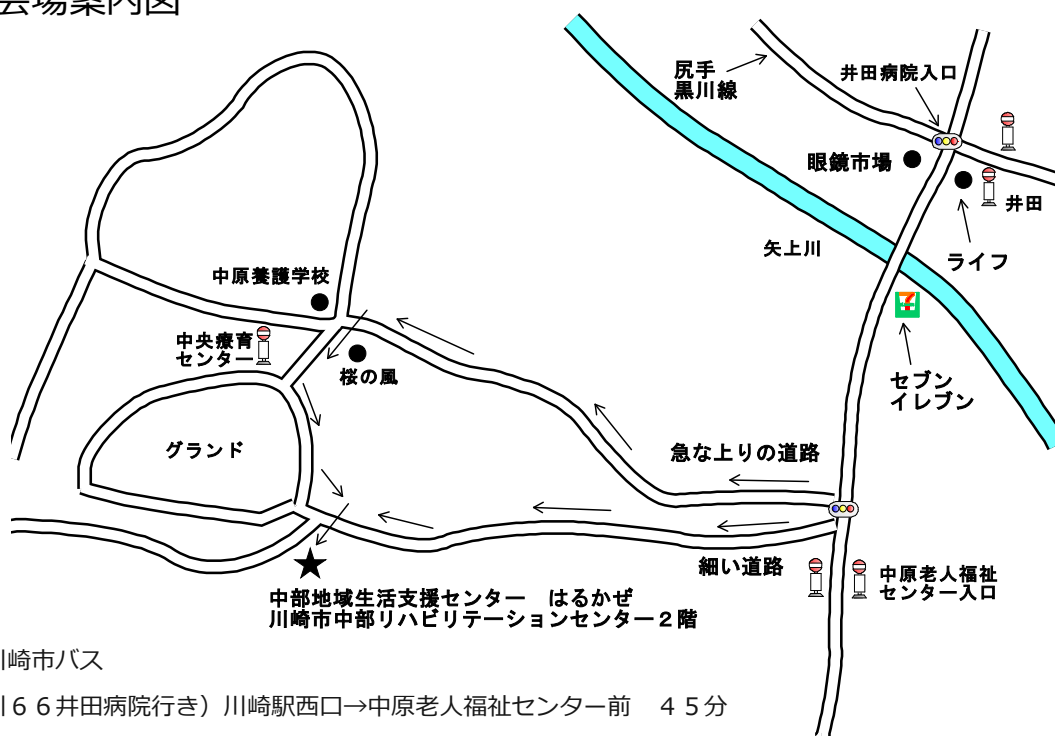 会場案内図
尻手
黒川線
井田病院入口
眼鏡市場
井田
矢上川
ライフ
中原養護学校
中央療育
センター
桜の風
セブン
イレブン
グランド
急な上りの道路
細い道路
中原老人福祉
センター入口
中部地域生活支援センター　はるかぜ
川崎市中部リハビリテーションセンター２階
川崎市バス
６６井田病院行き）川崎駅西口→中原老人福祉センター前　４５分